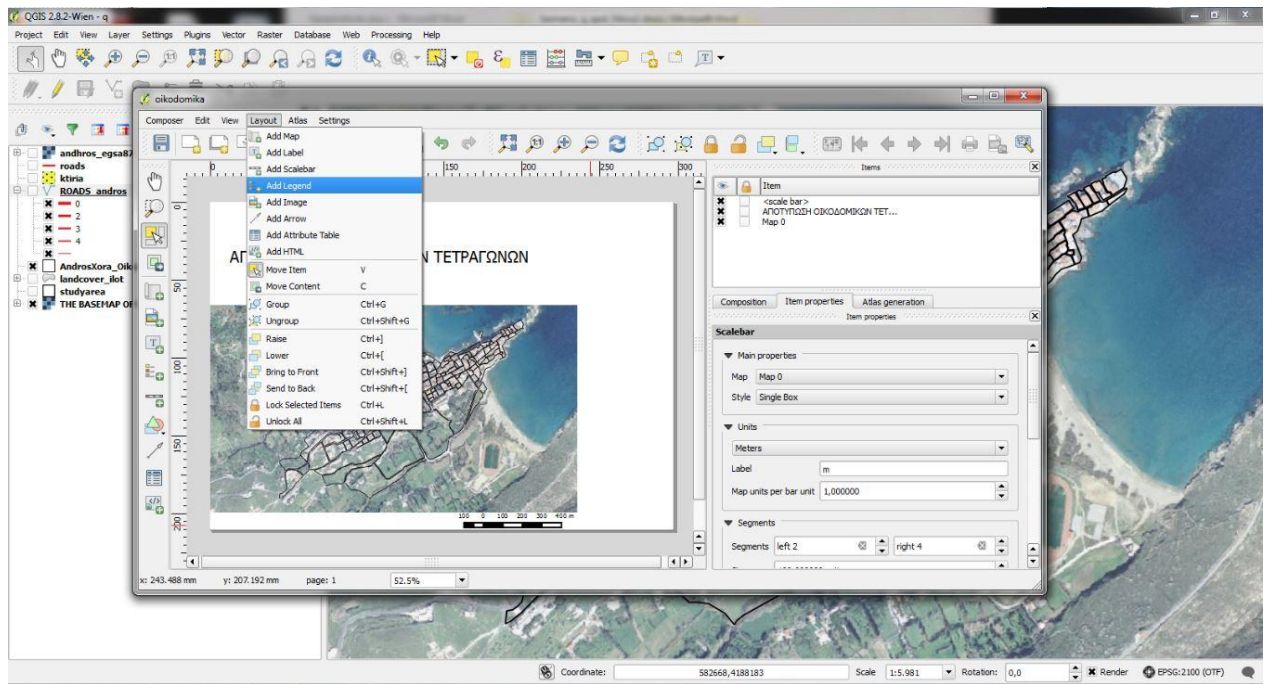 QGIS 2.8.2-Wien - q
Project Edit View Layer Settings Plugins Vector Raster Database Web Processing Help
oikodomika
Composer Edit View Layout Atlas Settings
Add Map
Add Label
Add Scalebar
Add Legend
Add Image
Add Arrow
Add Attribute Table
Add HTML
Move Item V
Move Content C
Group Ctrl+G
Ungroup Ctrl+Shift+G
Raise Ctrl+]
Lower Ctrl+[
Bring to Front Ctrl+Shift+]
Send to Back Ctrl+Shift+[
Lock Selected Items Ctrl+L
Unlock All Ctrl+Shift+L
andhros_egsa87
roads
ktiria
ROADS_andros
0
2
3
4
AndrosXora_Oik
landcover_ilot
studyarea
THE BASEMAP OF
150 200 250 300
50
100
150
200
ΤΕΤΡΑΓΩΝΩΝ
100 0 100 200 300 400 m
Items
Item
<scale bar>
ΑΠΟΤΥΠΩΣΗ ΟΙΚΟΔΟΜΙΚΩΝ ΤΕΤ...
Map 0
Composition Item properties Atlas generation
Item properties
Scalebar
Main properties
Map Map 0
Style Single Box
Units
Meters
Label m
Map units per bar unit 1,000000
Segments
Segments left 2 right 4
x: 243.488 mm y: 207.192 mm page: 1 52.5%
Coordinate: 582668,4188183 Scale 1:5.981 Rotation: 0,0 Render EPSG:2100 (OTF)